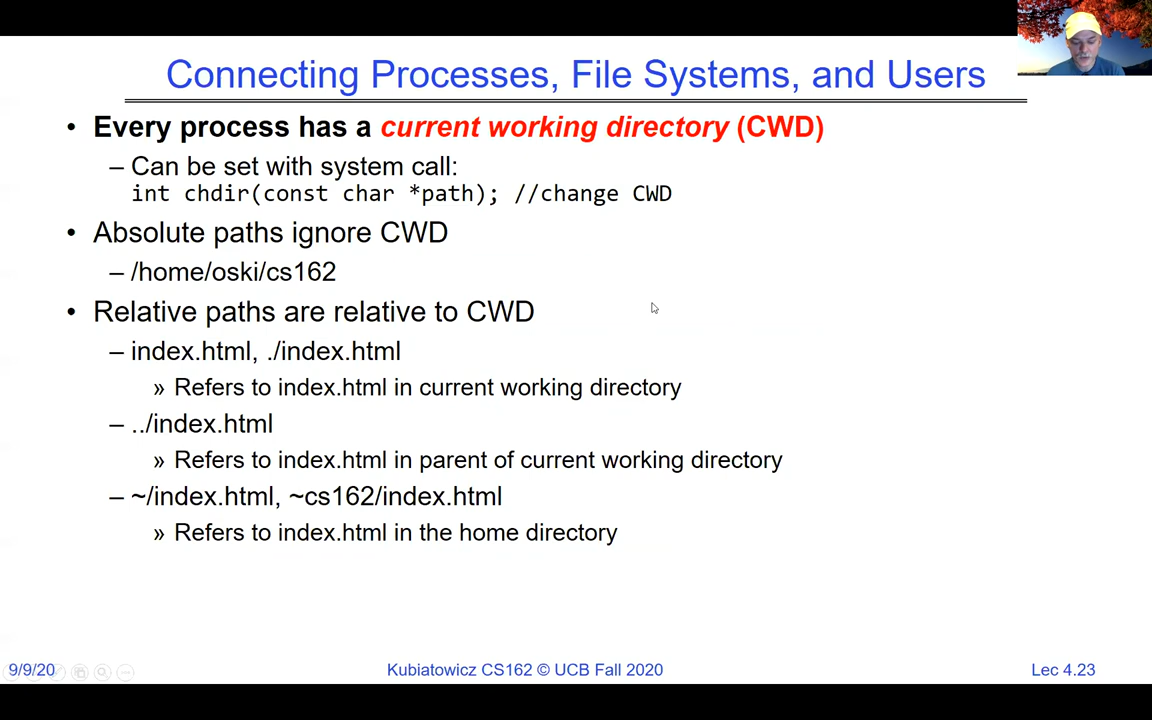 Connecting Processes, File Systems, and Users
• Every process has a current working directory (CWD)
– Can be set with system call:
int chdir(const char *path); //change CWD
• Absolute paths ignore CWD
– /home/oski/cs162
• Relative paths are relative to CWD
– index.html, ./index.html
» Refers to index.html in current working directory
– ../index.html
» Refers to index.html in parent of current working directory
– ~/index.html, ~cs162/index.html
» Refers to index.html in the home directory
9/9/20 Kubiatowicz CS162 © UCB Fall 2020 Lec 4.23